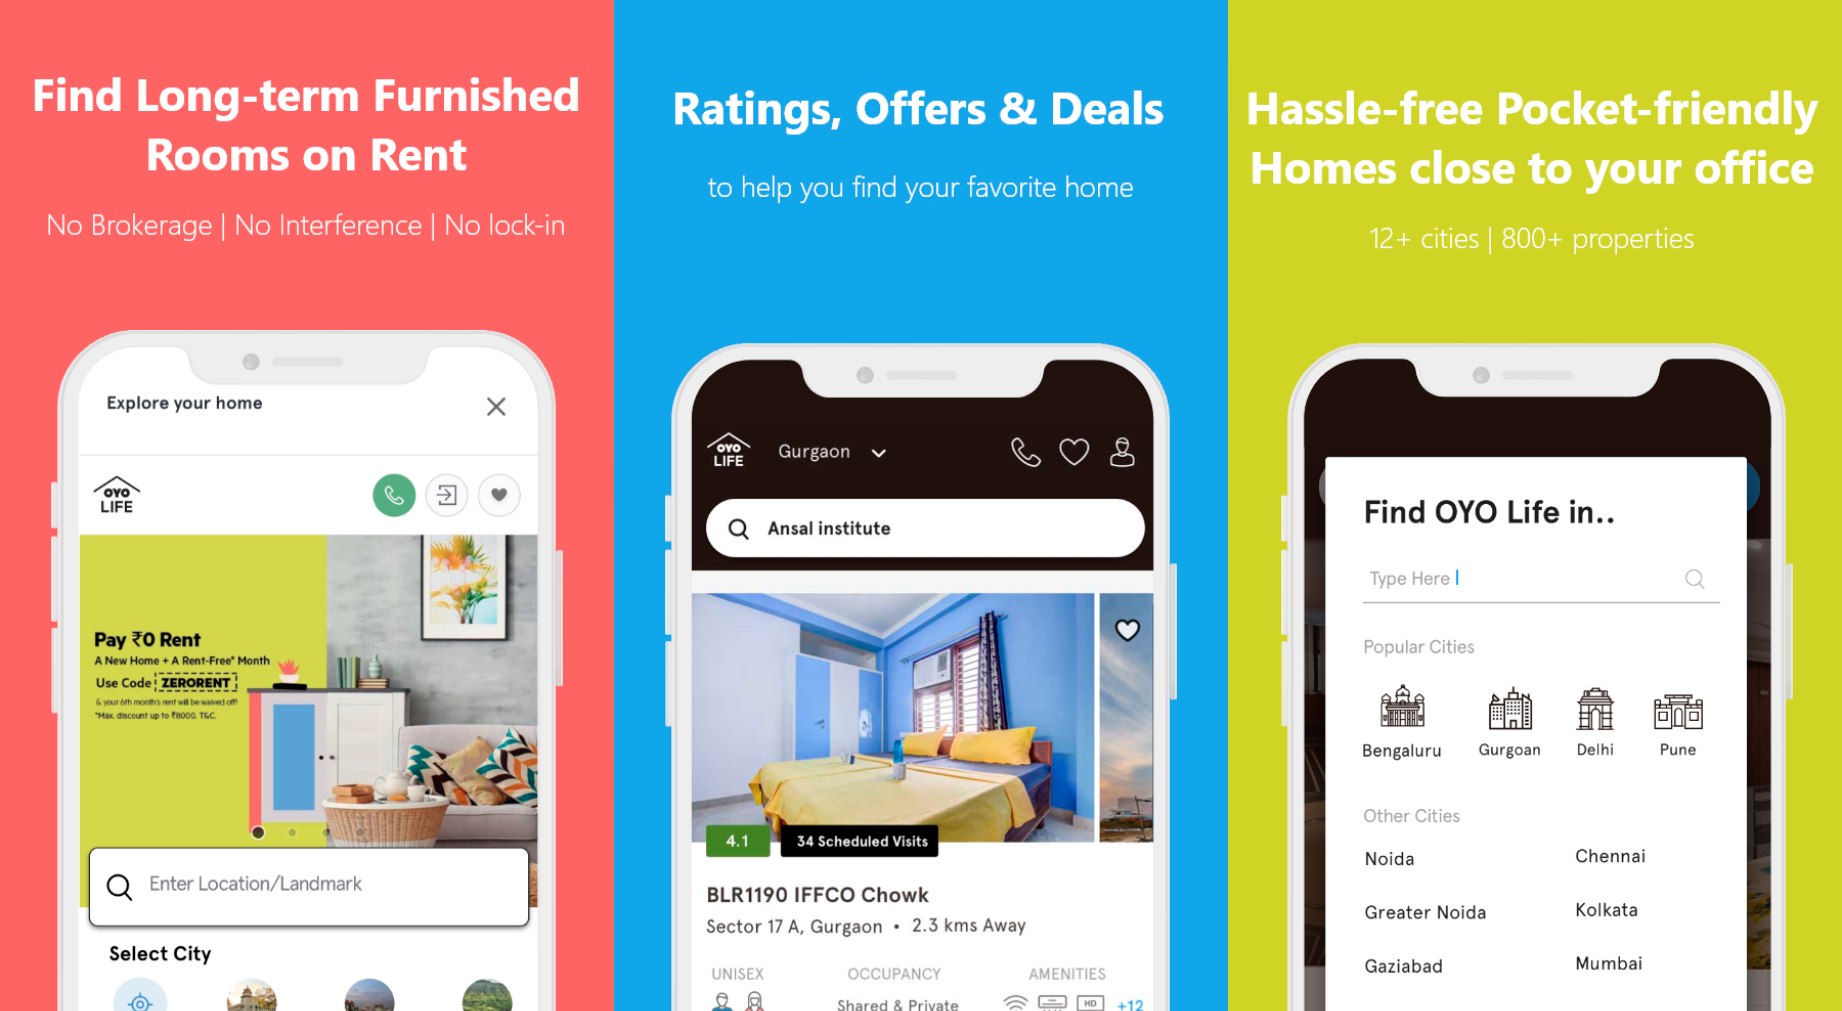 Find Long-term Furnished
Rooms on Rent
No Brokerage | No Interference | No lock-in
Explore your home
OYO
LIFE
Pay ₹0 Rent
A New Home + A Rent-Free* Month
Use Code ZERORENT
& your 6th month's rent will be waived off!
*Max. discount up to ₹8000. T&C.
Enter Location/Landmark
Select City
Ratings, Offers & Deals
to help you find your favorite home
OYO
LIFE
Gurgaon
Ansal institute
4.1
34 Scheduled Visits
BLR1190 IFFCO Chowk
Sector 17 A, Gurgaon • 2.3 kms Away
UNISEX OCCUPANCY AMENITIES
Shared & Private HD +12
Hassle-free Pocket-friendly
Homes close to your office
12+ cities | 800+ properties
Find OYO Life in..
Type Here
Popular Cities
Bengaluru Gurgoan Delhi Pune
Other Cities
Noida Chennai
Greater Noida Kolkata
Gaziabad Mumbai